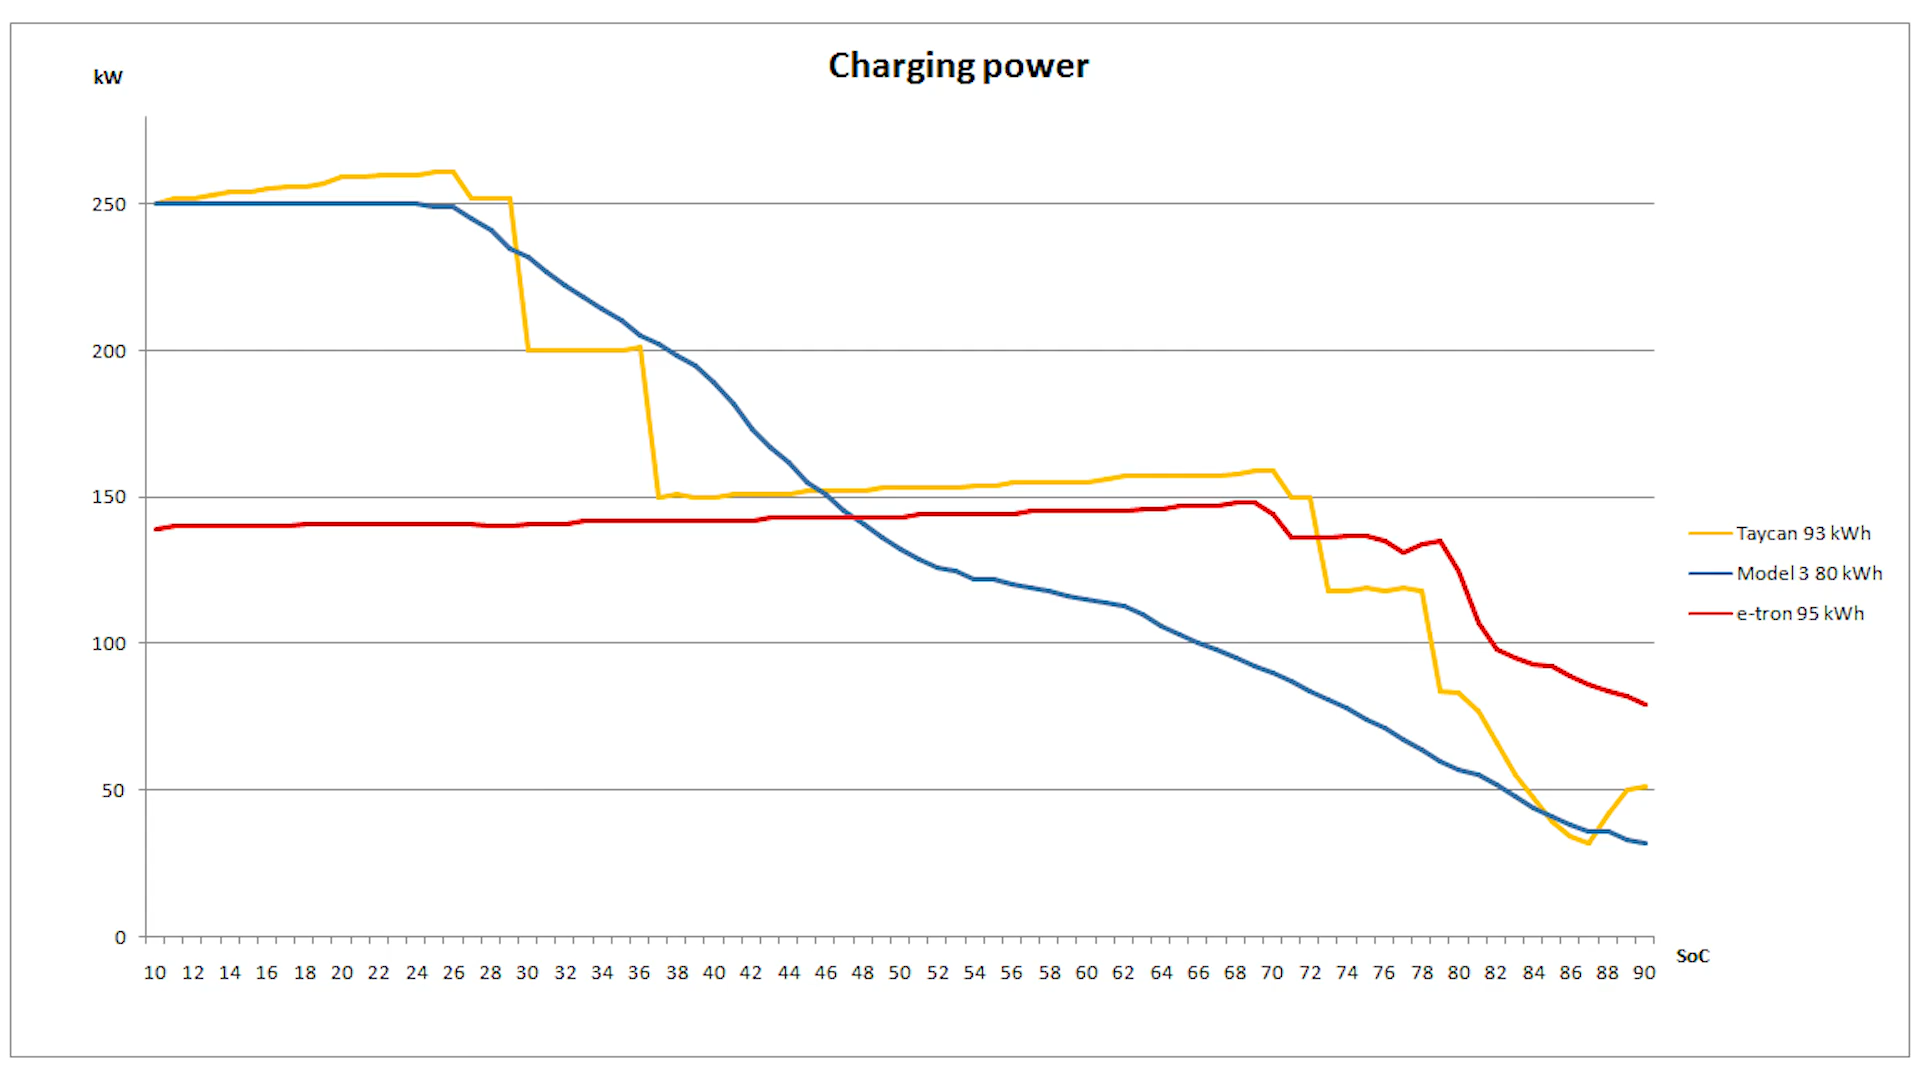 Charging power
kW
250
200
150
100
50
0
10 12 14 16 18 20 22 24 26 28 30 32 34 36 38 40 42 44 46 48 50 52 54 56 58 60 62 64 66 68 70 72 74 76 78 80 82 84 86 88 90
SoC
Taycan 93 kWh
Model 3 80 kWh
e-tron 95 kWh